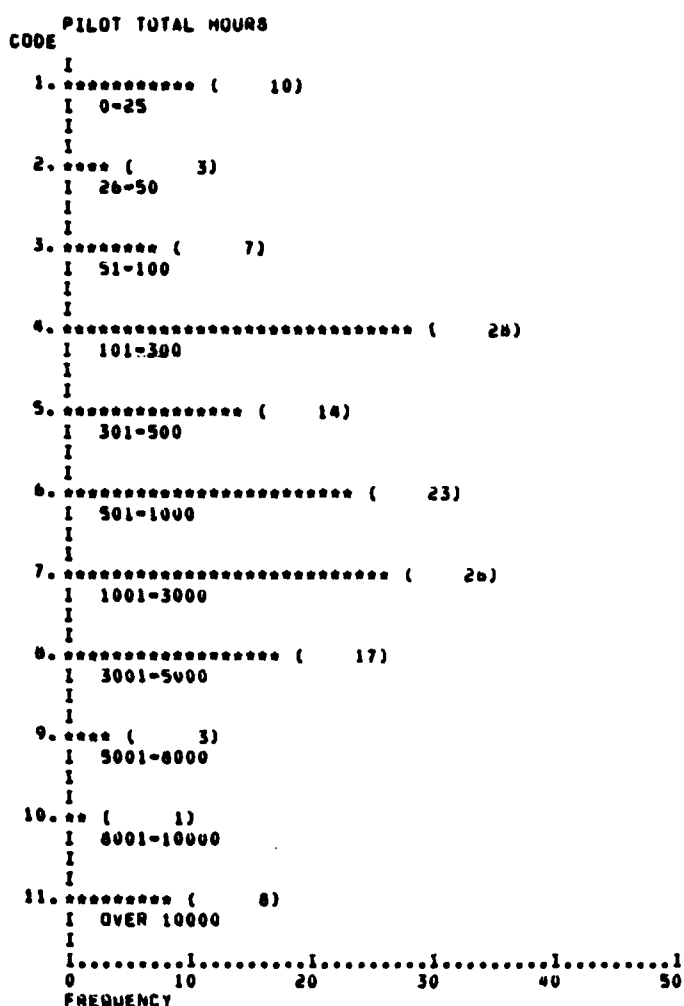 PILOT TOTAL HOURS
CODE
I
1. *********** ( 10)
I 0-25
I
I
2. **** ( 3)
I 26-50
I
I
3. ******** ( 7)
I 51-100
I
I
4. ***************************** ( 28)
I 101-300
I
I
5. *************** ( 14)
I 301-500
I
I
6. ************************ ( 23)
I 501-1000
I
I
7. *************************** ( 26)
I 1001-3000
I
I
8. ****************** ( 17)
I 3001-5000
I
I
9. **** ( 3)
I 5001-8000
I
I
10. ** ( 1)
I 8001-10000
I
I
11. ********* ( 8)
I OVER 10000
I
I.........I.........I.........I.........I.........I
0 10 20 30 40 50
FREQUENCY